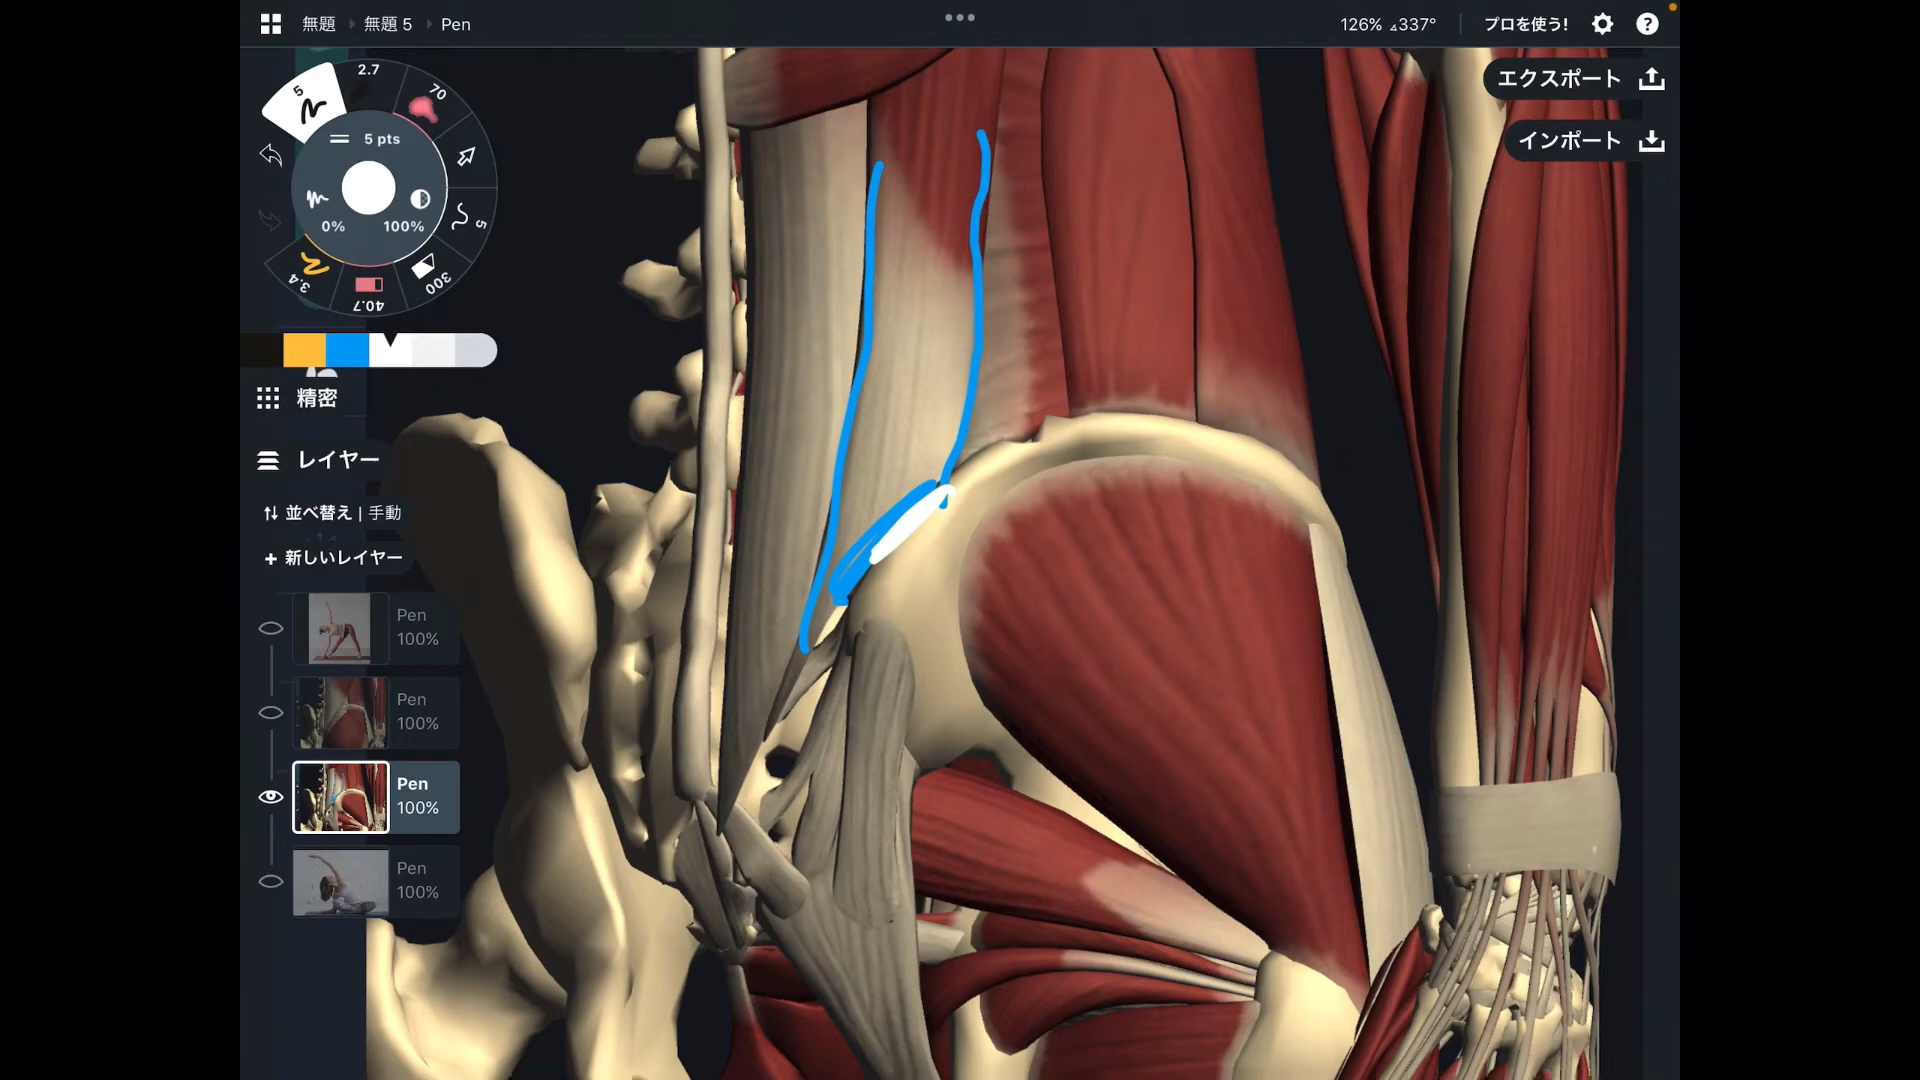 無題 無題 5 Pen
126% ⊿337°
プロを使う!
エクスポート
インポート
2.7
5
70
5 pts
0%
100%
5
300
40.7
3.4
精密
レイヤー
並べ替え | 手動
+ 新しいレイヤー
Pen
100%
Pen
100%
Pen
100%
Pen
100%